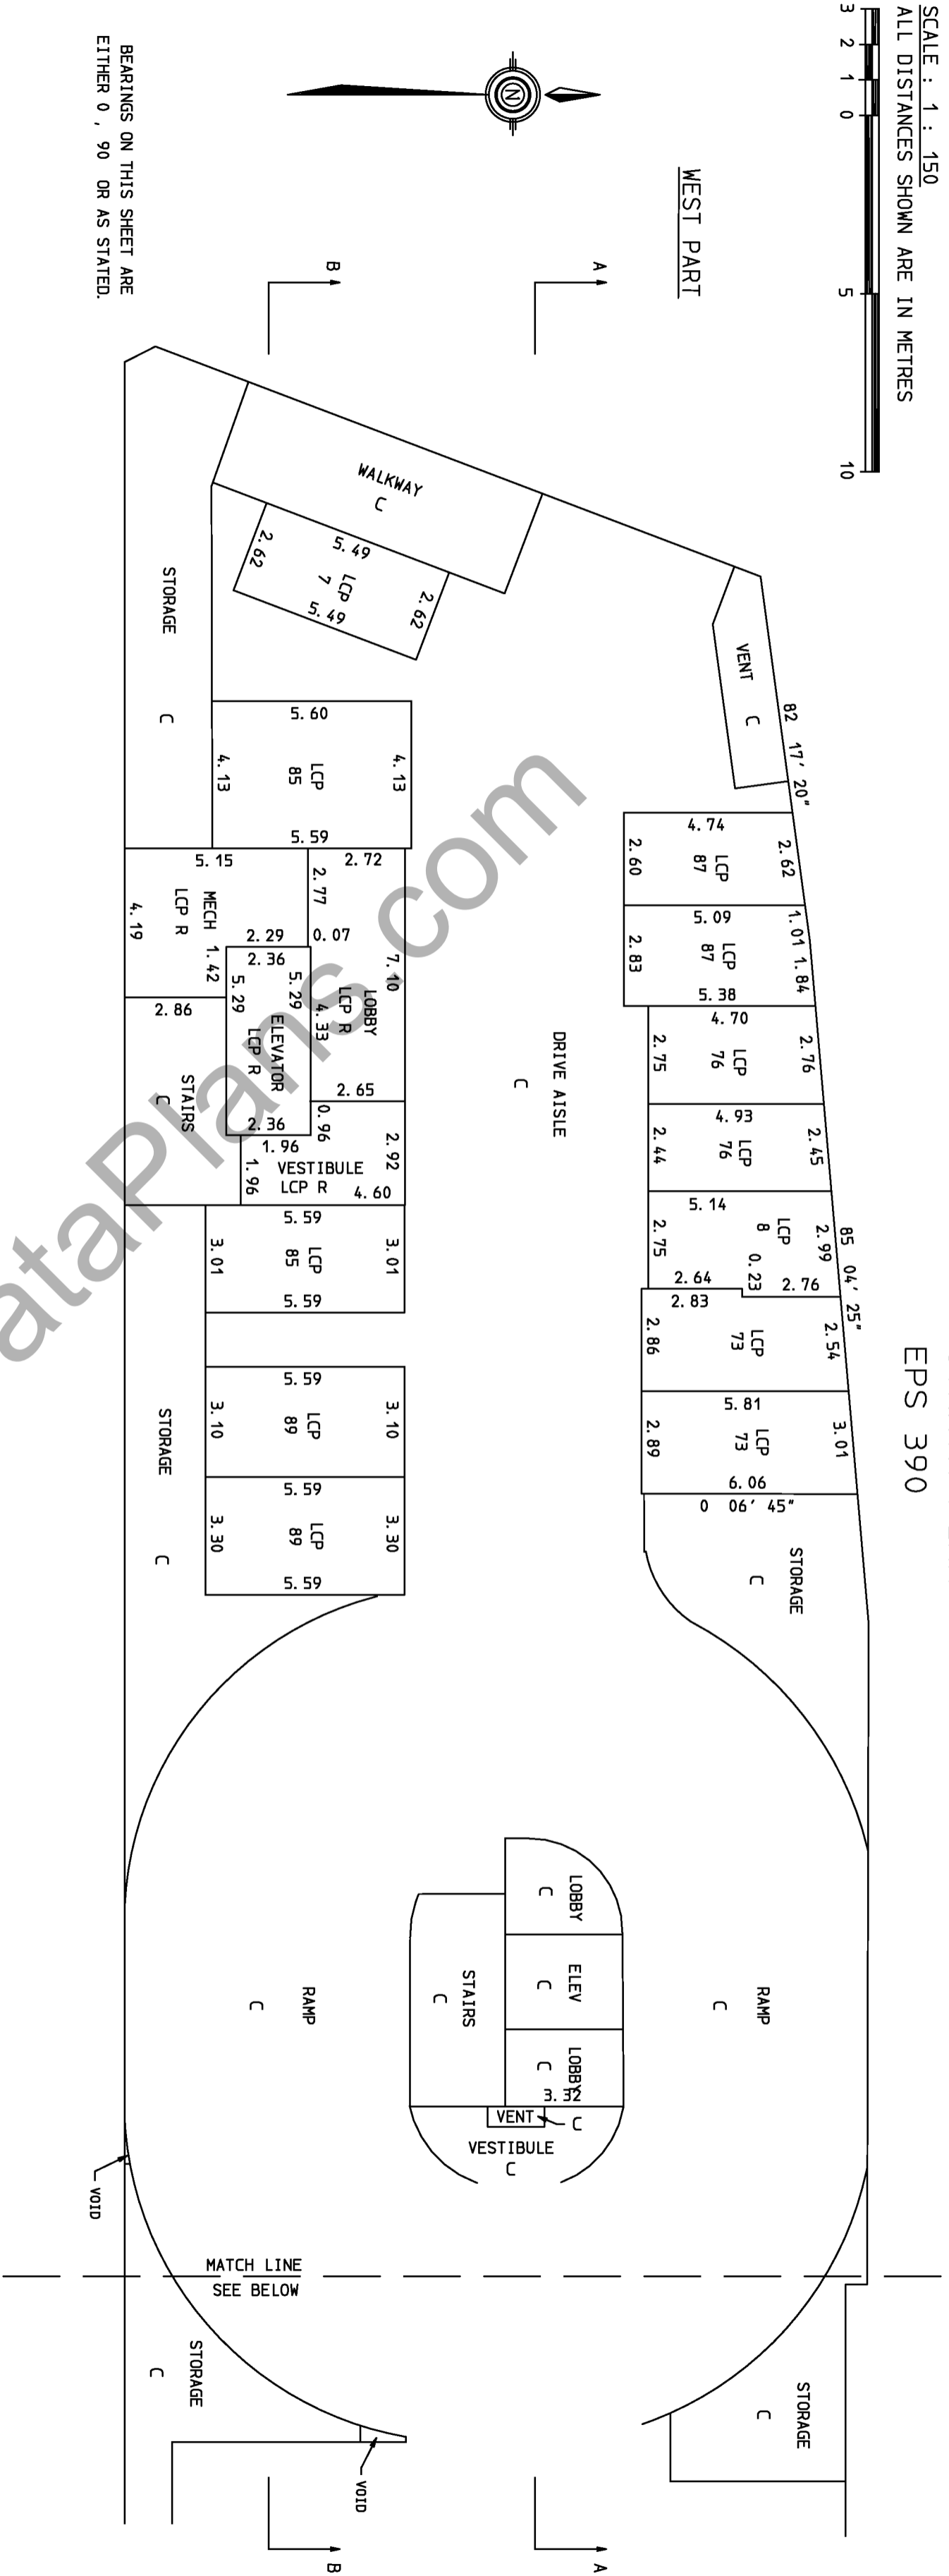 SCALE : 1 : 150
ALL DISTANCES SHOWN ARE IN METRES
3 2 1 0 5 10
EPS 390
WEST PART
N
BEARINGS ON THIS SHEET ARE
EITHER 0 , 90 OR AS STATED.
A
B
WALKWAY
C
5.49
2.62
LCP
7
2.62
5.49
VENT C
82 17' 20"
STORAGE C
5.60
4.13
LCP
85
4.13
5.59
4.74
2.62
LCP
87
2.60
5.09
1.01 1.84
LCP
87
2.83
5.38
4.70
2.76
LCP
76
2.75
4.93
2.45
LCP
76
2.44
5.14
2.99
LCP
8
2.75
0.23
2.64
2.76
85 04' 25"
2.83
2.54
LCP
73
2.86
5.81
3.01
LCP
73
2.89
6.06
0 06' 45"
STORAGE
C
DRIVE AISLE
C
5.15
MECH
LCP R
4.19
1.42
2.29
2.72
2.77
0.07
7.10
LOBBY
LCP R
4.33
2.65
2.36
5.29
ELEVATOR
LCP R
5.29
2.36
2.86
STAIRS
C
0.96
2.92
1.96
1.96
VESTIBULE
LCP R
4.60
5.59
3.01
LCP
85
3.01
5.59
5.59
3.10
LCP
89
3.10
5.59
3.30
LCP
89
3.30
5.59
STORAGE C
RAMP
C
RAMP
C
LOBBY
C
ELEV
C
LOBBY
C
3.32
STAIRS
C
VENT
C
VESTIBULE
C
VOID
MATCH LINE
SEE BELOW
STORAGE
C
STORAGE
C
VOID
A
B
ataPlans.com